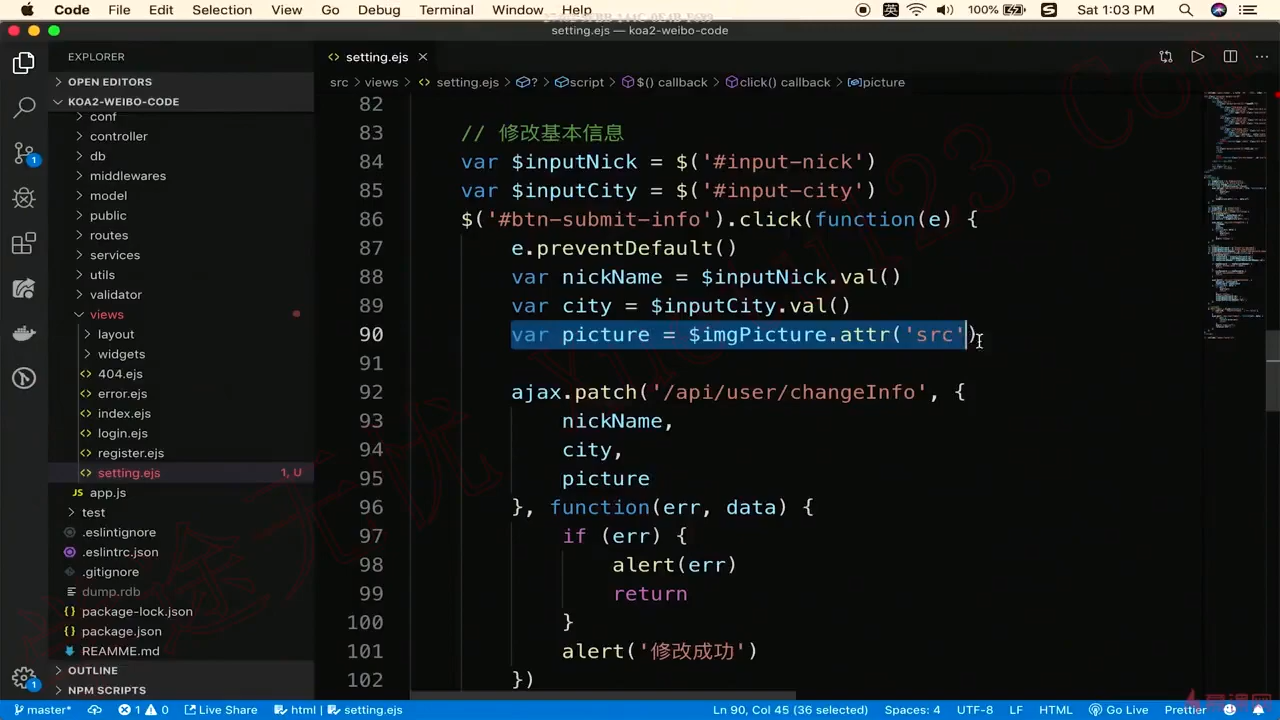 Code File Edit Selection View Go Debug Terminal Window Help 英 100% Sat 1:03 PM
setting.ejs — koa2-weibo-code
EXPLORER
OPEN EDITORS
KOA2-WEIBO-CODE
conf
controller
db
middlewares
model
public
routes
services
utils
validator
views
layout
widgets
404.ejs
error.ejs
index.ejs
login.ejs
register.ejs
setting.ejs 1, U
app.js
test
.eslintignore
.eslintrc.json
.gitignore
dump.rdb
package-lock.json
package.json
REAMME.md
OUTLINE
NPM SCRIPTS
1
1
setting.ejs
src > views > setting.ejs > ? > script > $() callback > click() callback > picture
82
83 // 修改基本信息
84 var $inputNick = $('#input-nick')
85 var $inputCity = $('#input-city')
86 $('#btn-submit-info').click(function(e) {
87 e.preventDefault()
88 var nickName = $inputNick.val()
89 var city = $inputCity.val()
90 var picture = $imgPicture.attr('src')
91
92 ajax.patch('/api/user/changeInfo', {
93 nickName,
94 city,
95 picture
96 }, function(err, data) {
97 if (err) {
98 alert(err)
99 return
100 }
101 alert('修改成功')
102 })
master* 1 0 Live Share html setting.ejs Ln 90, Col 45 (36 selected) Spaces: 4 UTF-8 LF HTML Go Live Prettier